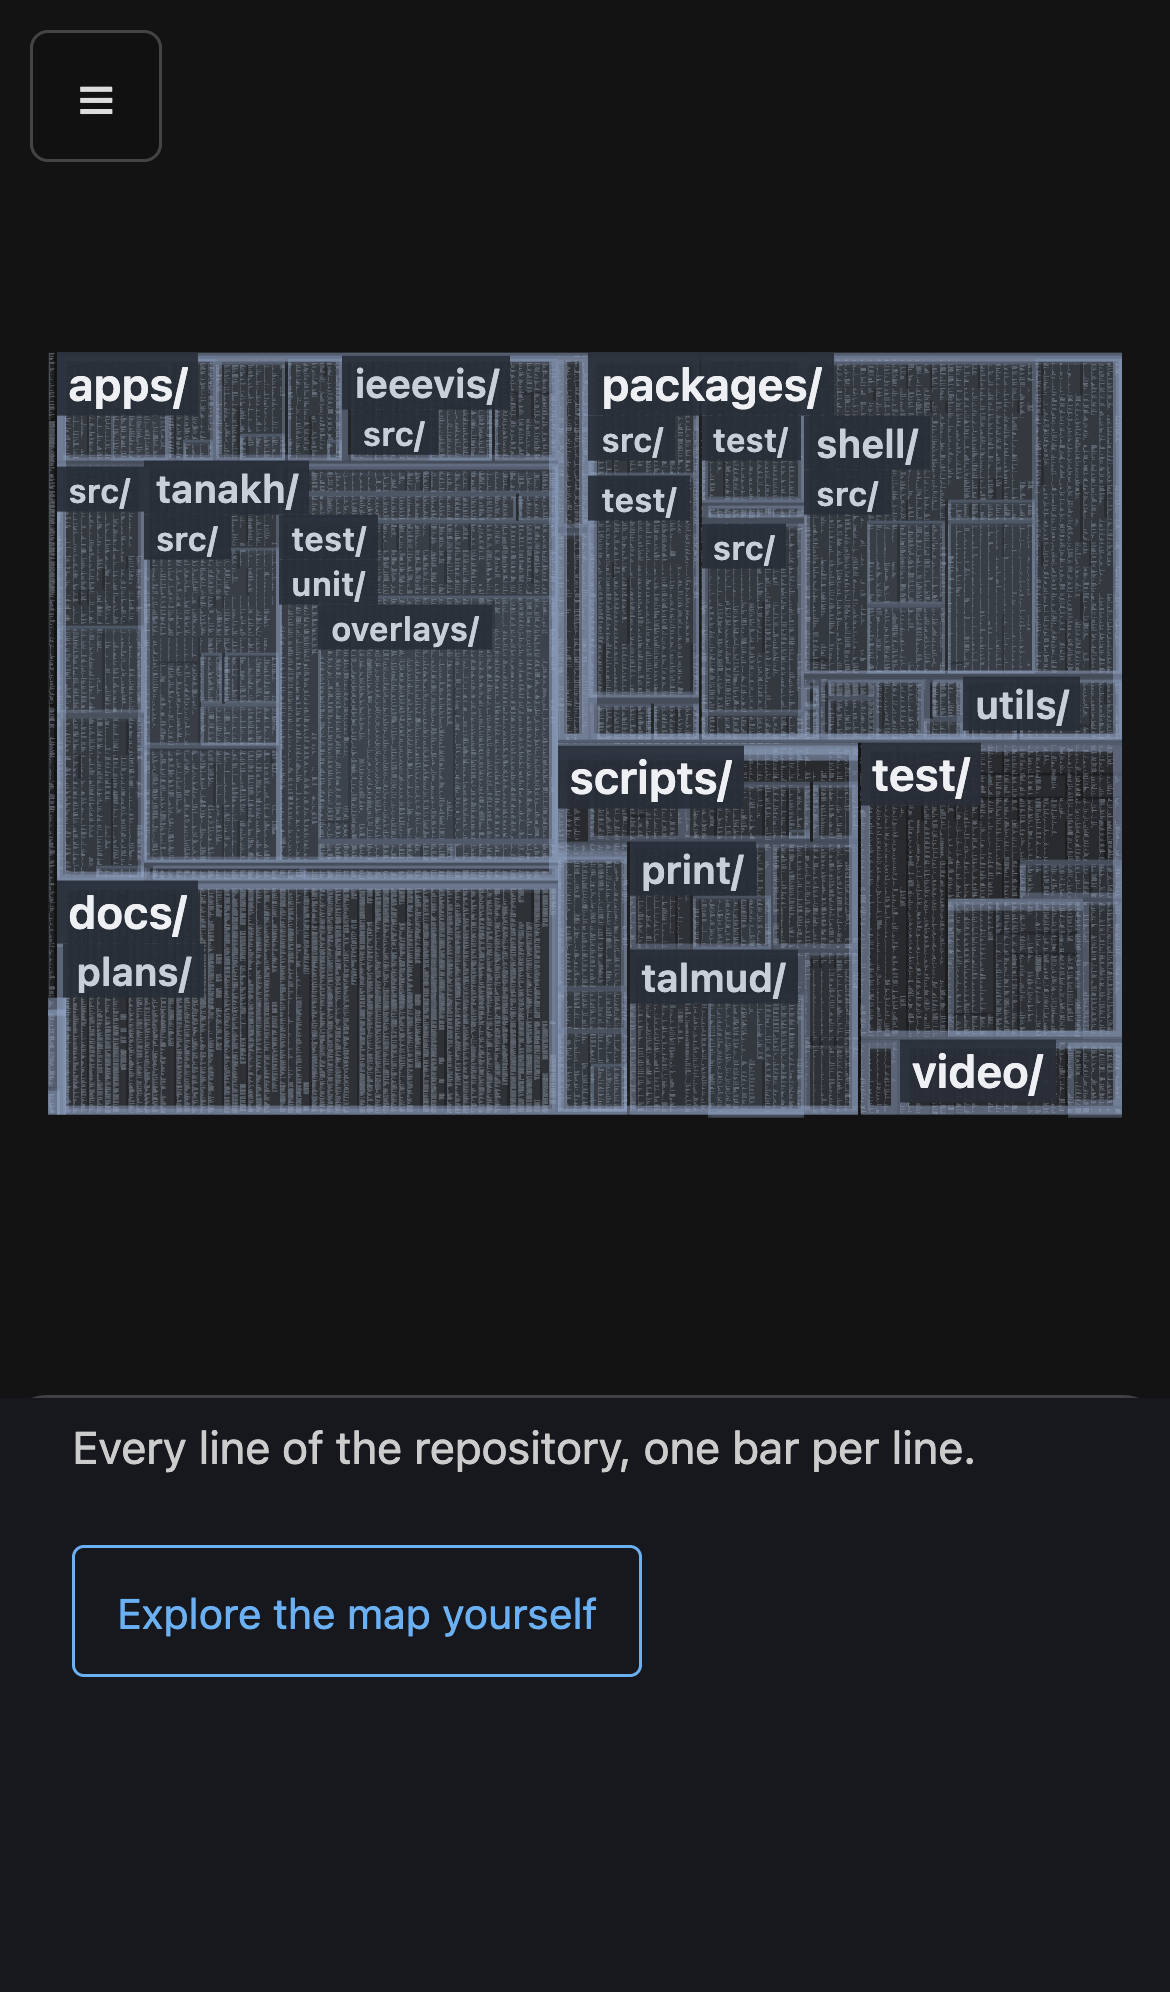 apps/
ieeevis/
src/
src/
tanakh/
src/
test/
unit/
overlays/
packages/
src/
test/
shell/
test/
src/
src/
utils/
scripts/
test/
print/
talmud/
docs/
plans/
video/
Every line of the repository, one bar per line.
Explore the map yourself